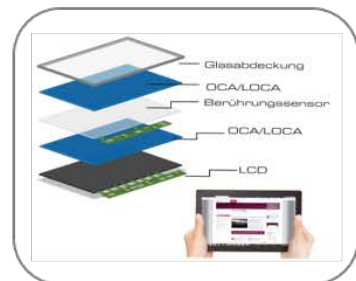 Glasabdeckung
OCA/LOCA
Berührungssensor
OCA/LOCA
LCD